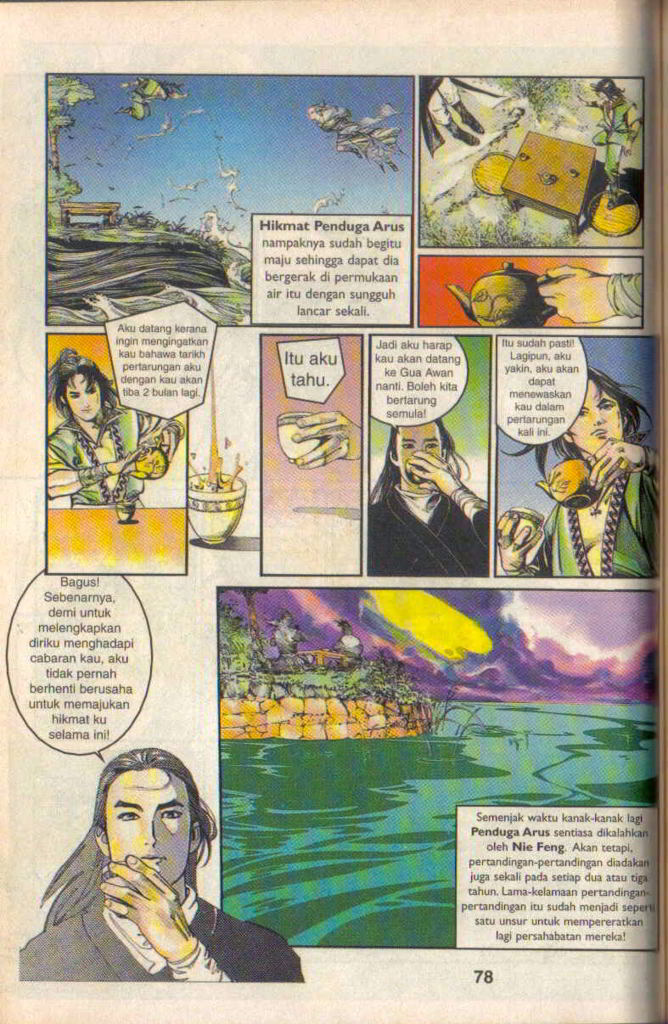 Hikmat Penduga Arus
nampaknya sudah begitu
maju sehingga dapat dia
bergerak di permukaan
air itu dengan sungguh
lancar sekali.
Aku datang kerana
ingin mengingatkan
kau bahawa tarikh
pertarungan aku
dengan kau akan
tiba 2 bulan lagi.
Itu aku
tahu.
Jadi aku harap
kau akan datang
ke Gua Awan
nanti. Boleh kita
bertarung
semula!
Itu sudah pasti!
Lagipun, aku
yakin, aku akan
dapat
menewaskan
kau dalam
pertarungan
kali ini.
Bagus!
Sebenarnya,
demi untuk
melengkapkan
diriku menghadapi
cabaran kau, aku
tidak pernah
berhenti berusaha
untuk memajukan
hikmat ku
selama ini!
Semenjak waktu kanak-kanak lagi
Penduga Arus sentiasa dikalahkan
oleh Nie Feng. Akan tetapi,
pertandingan-pertandingan diadakan
juga sekali pada setiap dua atau tiga
tahun. Lama-kelamaan pertandingan-
pertandingan itu sudah menjadi seperti
satu unsur untuk mempereratkan
lagi persahabatan mereka!
78